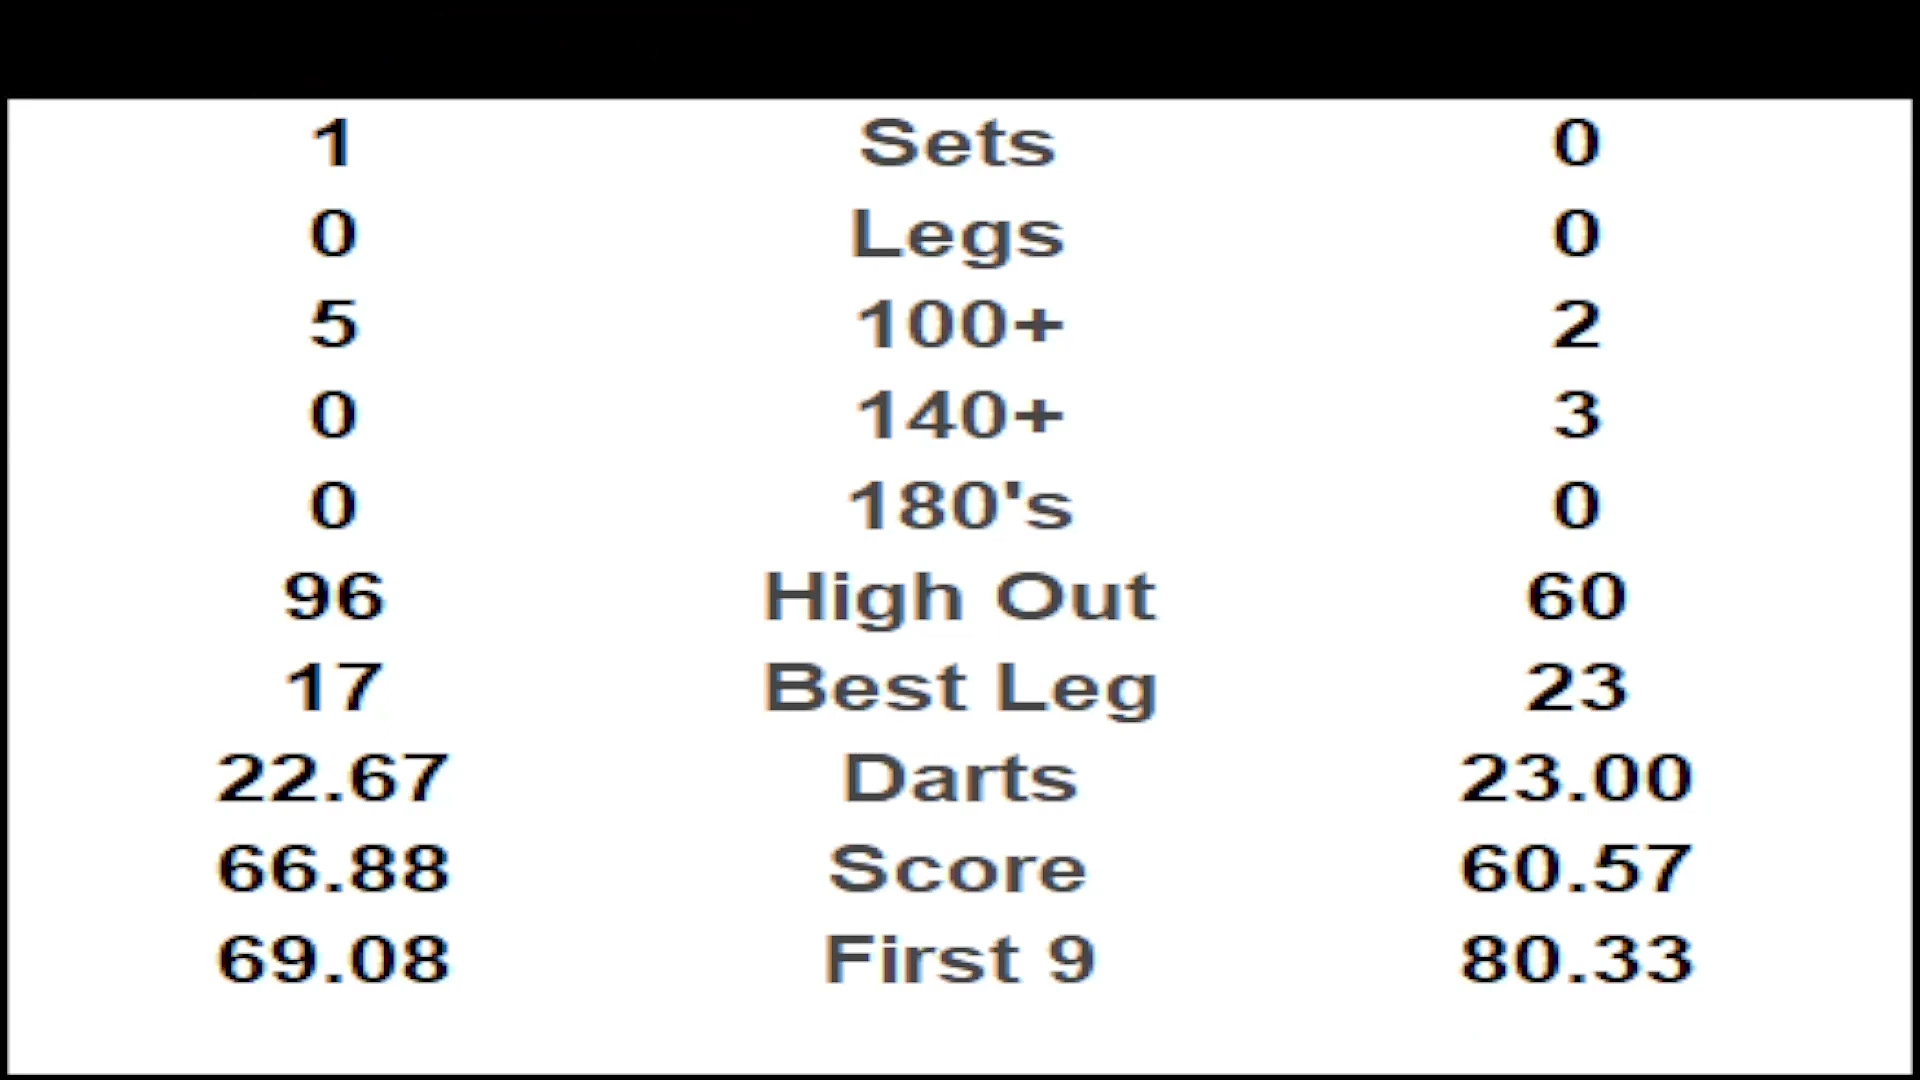 1 Sets 0
0 Legs 0
5 100+ 2
0 140+ 3
0 180's 0
96 High Out 60
17 Best Leg 23
22.67 Darts 23.00
66.88 Score 60.57
69.08 First 9 80.33